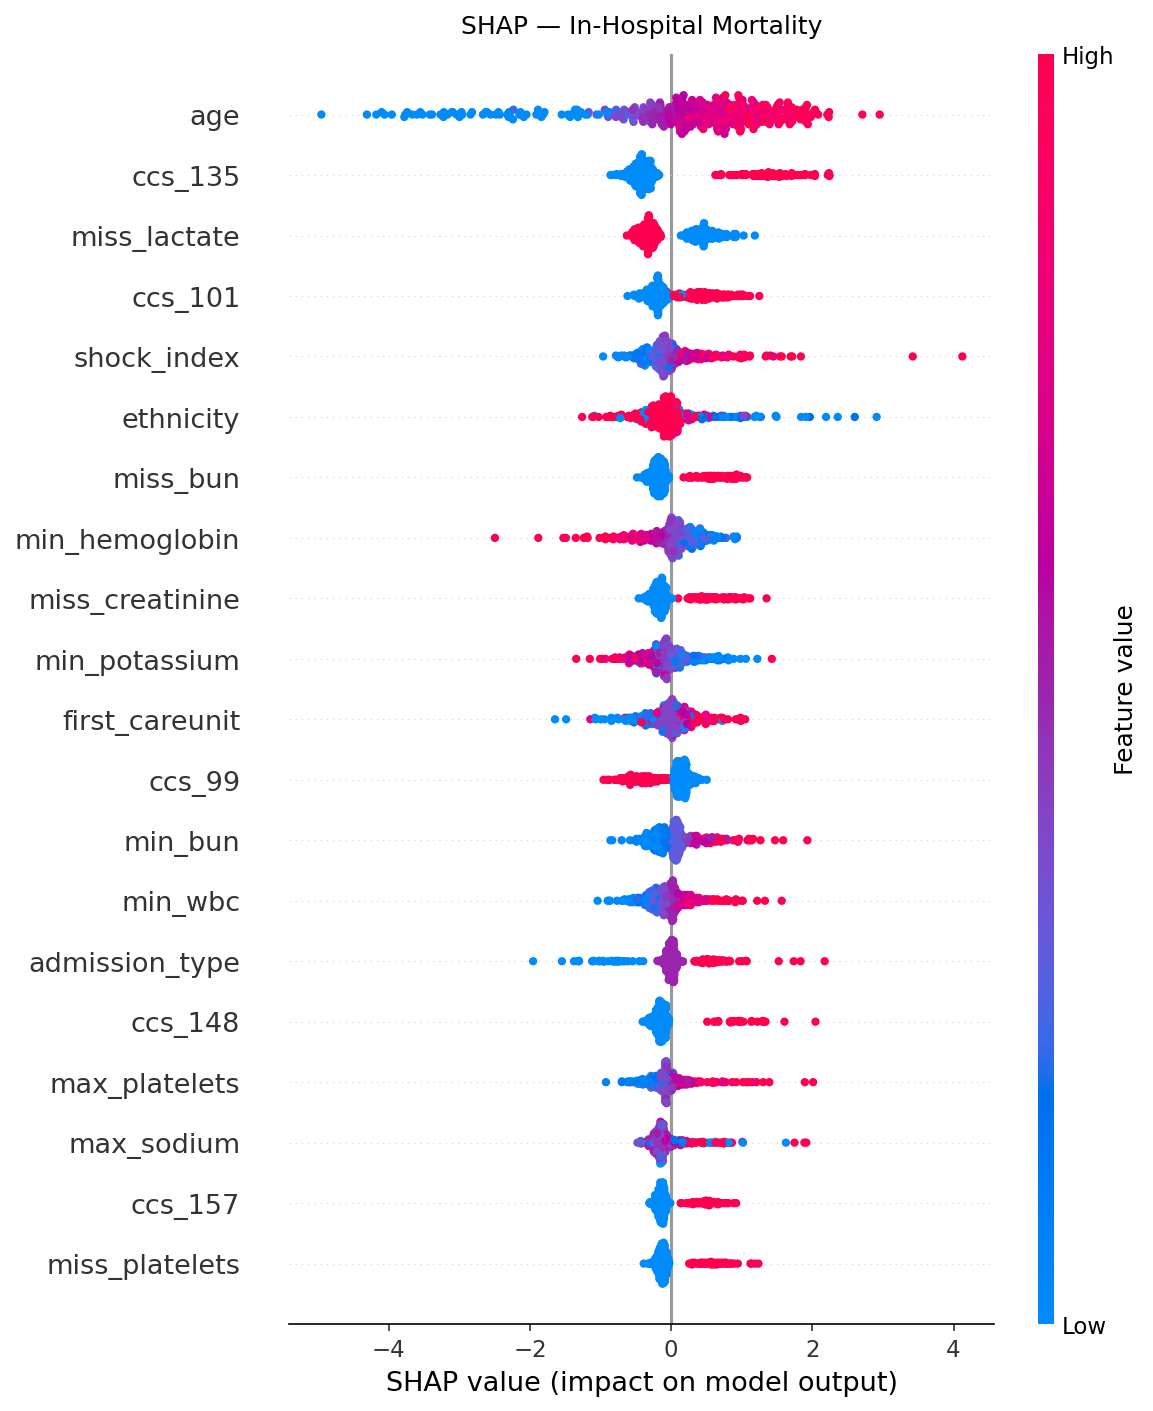 SHAP — In-Hospital Mortality
High
age
ccs_135
miss_lactate
ccs_101
shock_index
ethnicity
miss_bun
min_hemoglobin
miss_creatinine
min_potassium
first_careunit
ccs_99
min_bun
min_wbc
admission_type
ccs_148
max_platelets
max_sodium
ccs_157
miss_platelets
Feature value
Low
−4 −2 0 2 4
SHAP value (impact on model output)